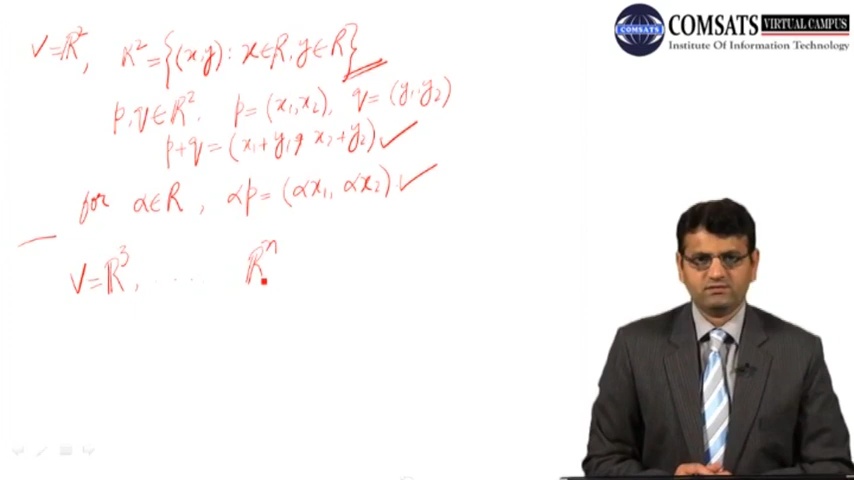 V=ℝ², ℝ²={(x,y): x∈R, y∈R}
p,q∈ℝ², p=(x₁,x₂), q=(y₁,y₂)
p+q=(x₁+y₁, x₂+y₂) ✓
for α∈R, αp=(αx₁, αx₂) ✓
V=ℝ³, ..... ℝⁿ
COMSATS VIRTUAL CAMPUS
Institute Of Information Technology
COMSATS